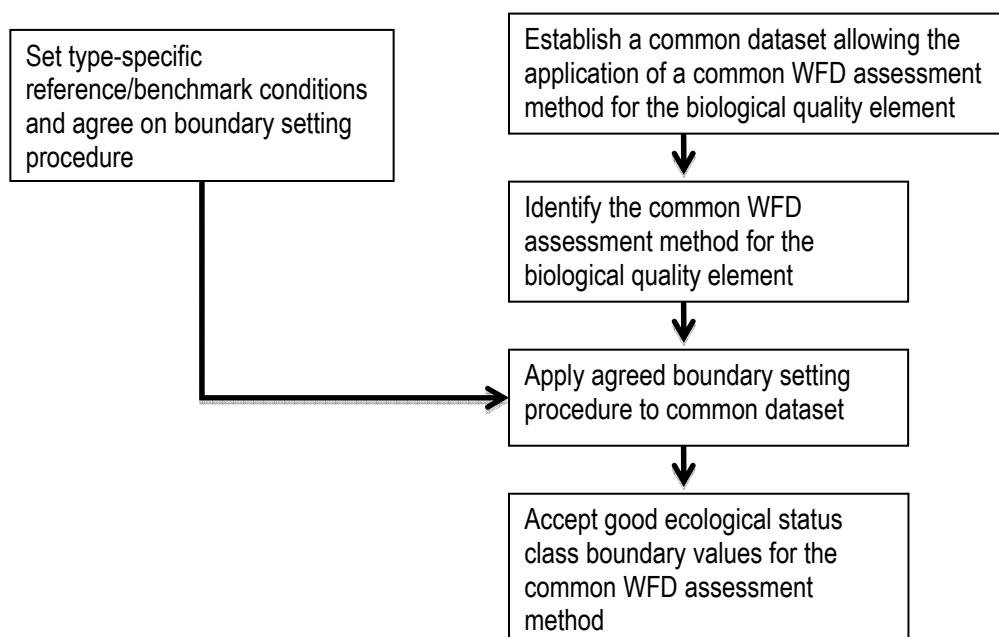 Set type-specific
reference/benchmark conditions
and agree on boundary setting
procedure
Establish a common dataset allowing the
application of a common WFD assessment
method for the biological quality element
Identify the common WFD
assessment method for the
biological quality element
Apply agreed boundary setting
procedure to common dataset
Accept good ecological status
class boundary values for the
common WFD assessment
method